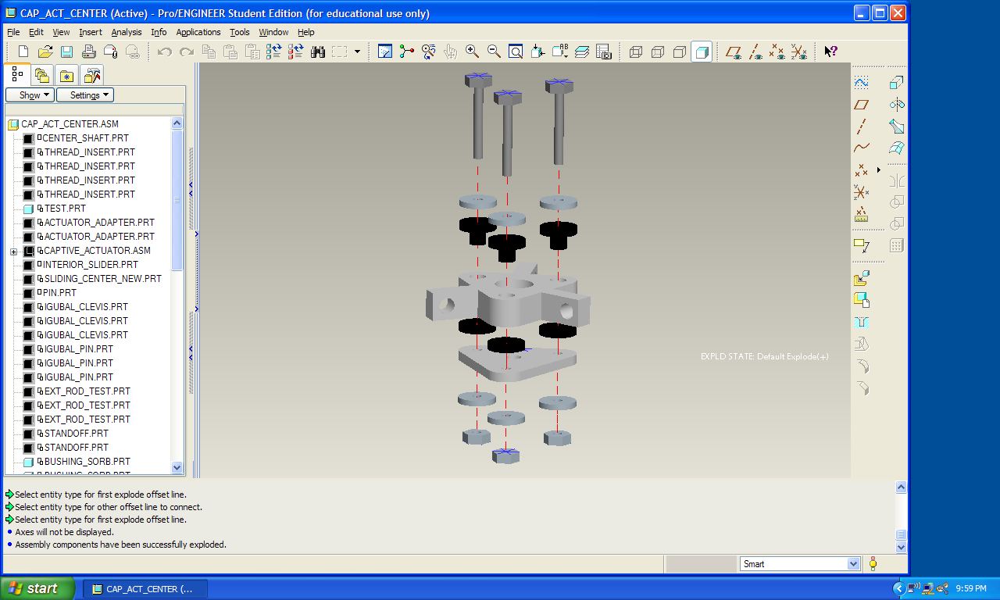 CAP_ACT_CENTER (Active) - Pro/ENGINEER Student Edition (for educational use only)
File Edit View Insert Analysis Info Applications Tools Window Help
Show Settings
CAP_ACT_CENTER.ASM
CENTER_SHAFT.PRT
THREAD_INSERT.PRT
THREAD_INSERT.PRT
THREAD_INSERT.PRT
THREAD_INSERT.PRT
TEST.PRT
ACTUATOR_ADAPTER.PRT
ACTUATOR_ADAPTER.PRT
CAPTIVE_ACTUATOR.ASM
INTERIOR_SLIDER.PRT
SLIDING_CENTER_NEW.PRT
PIN.PRT
IGUBAL_CLEVIS.PRT
IGUBAL_CLEVIS.PRT
IGUBAL_CLEVIS.PRT
IGUBAL_PIN.PRT
IGUBAL_PIN.PRT
IGUBAL_PIN.PRT
EXT_ROD_TEST.PRT
EXT_ROD_TEST.PRT
EXT_ROD_TEST.PRT
STANDOFF.PRT
STANDOFF.PRT
BUSHING_SORB.PRT
BUSHING_SORB.PRT
EXPLD STATE: Default Explode(+)
Select entity type for first explode offset line.
Select entity type for other offset line to connect.
Select entity type for first explode offset line.
Axes will not be displayed.
Assembly components have been successfully exploded.
Smart
start
CAP_ACT_CENTER (...
9:59 PM